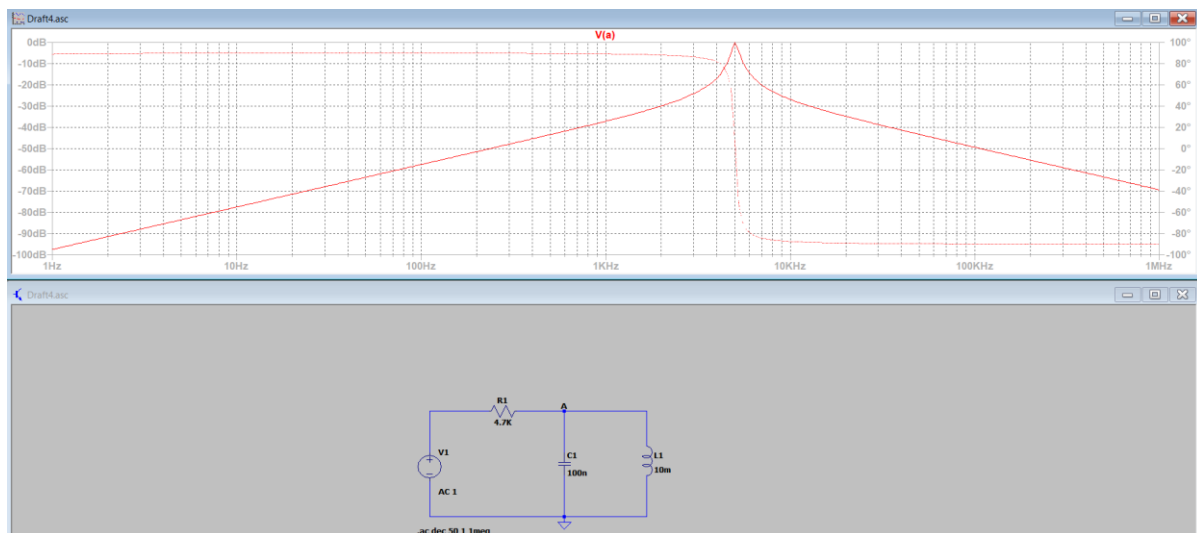 Draft4.asc
V(a)
0dB
-10dB
-20dB
-30dB
-40dB
-50dB
-60dB
-70dB
-80dB
-90dB
-100dB
100°
80°
60°
40°
20°
0°
-20°
-40°
-60°
-80°
-100°
1Hz 10Hz 100Hz 1KHz 10KHz 100KHz 1MHz
Draft4.asc
R1
4.7K
A
V1
AC 1
C1
100n
L1
10m
.ac dec 50 1 1meg